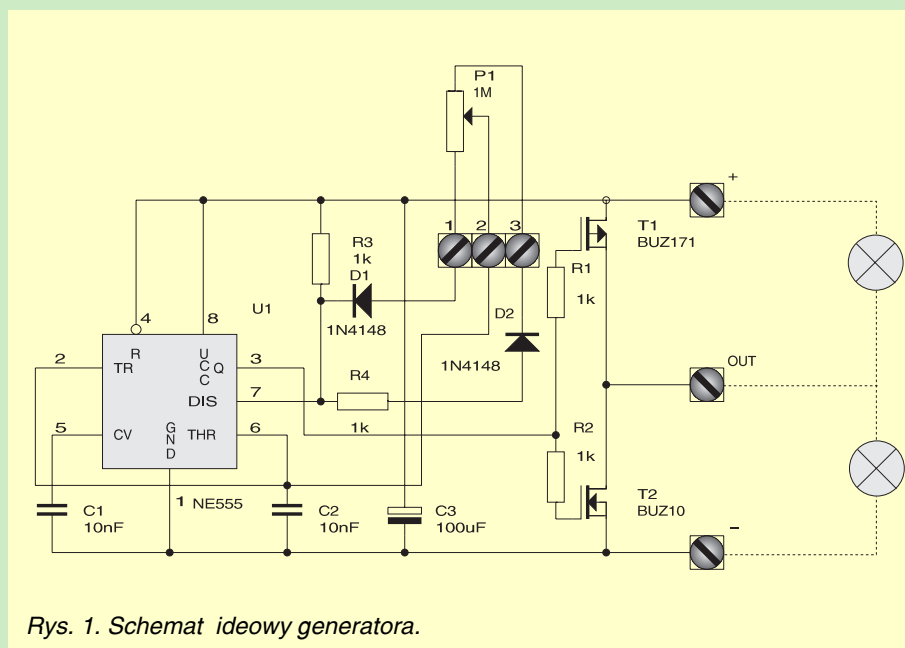 P1
1M
+
1 2 3
T1
BUZ171
R3
1k
D1
R1
1k
U1
4
8
1N4148
D2
2
R
TR
UCC
Q
3
OUT
1N4148
R4
DIS
7
1k
5
CV
GND
THR
6
R2
1k
1
NE555
C1
10nF
C2
10nF
C3
100uF
T2
BUZ10
–
Rys. 1. Schemat ideowy generatora.